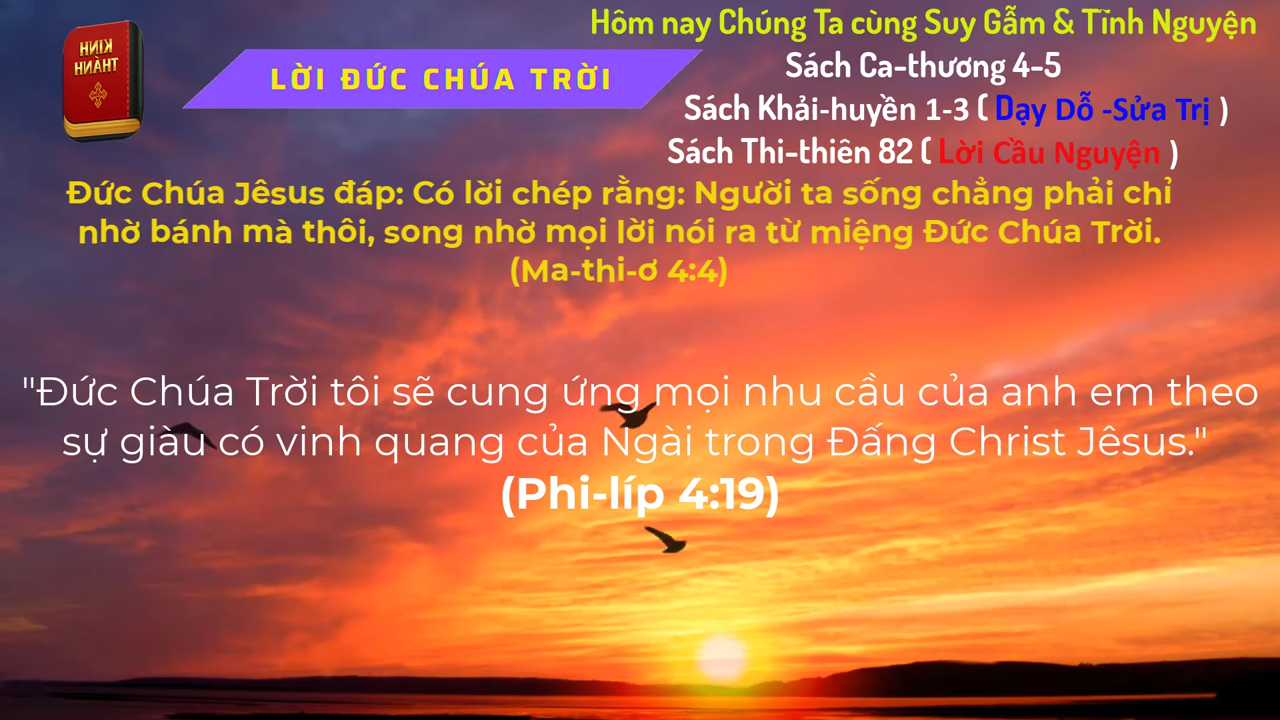 Hôm nay Chúng Ta cùng Suy Gẫm & Tĩnh Nguyện
Sách Ca-thương 4-5
Sách Khải-huyền 1-3 ( Dạy Dỗ -Sửa Trị )
Sách Thi-thiên 82 ( Lời Cầu Nguyện )
KINH
THÁNH
LỜI ĐỨC CHÚA TRỜI
Đức Chúa Jêsus đáp: Có lời chép rằng: Người ta sống chẳng phải chỉ
nhờ bánh mà thôi, song nhờ mọi lời nói ra từ miệng Đức Chúa Trời.
(Ma-thi-ơ 4:4)
"Đức Chúa Trời tôi sẽ cung ứng mọi nhu cầu của anh em theo
sự giàu có vinh quang của Ngài trong Đấng Christ Jêsus."
(Phi-líp 4:19)